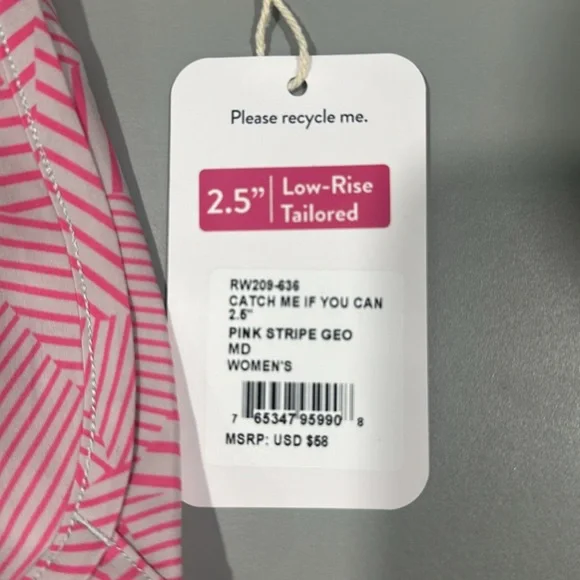 Please recycle me.
2.5" Low-Rise
Tailored
RW209-636
CATCH ME IF YOU CAN
2.5"
PINK STRIPE GEO
MD
WOMEN'S
7 65347 95990 8
MSRP: USD $58